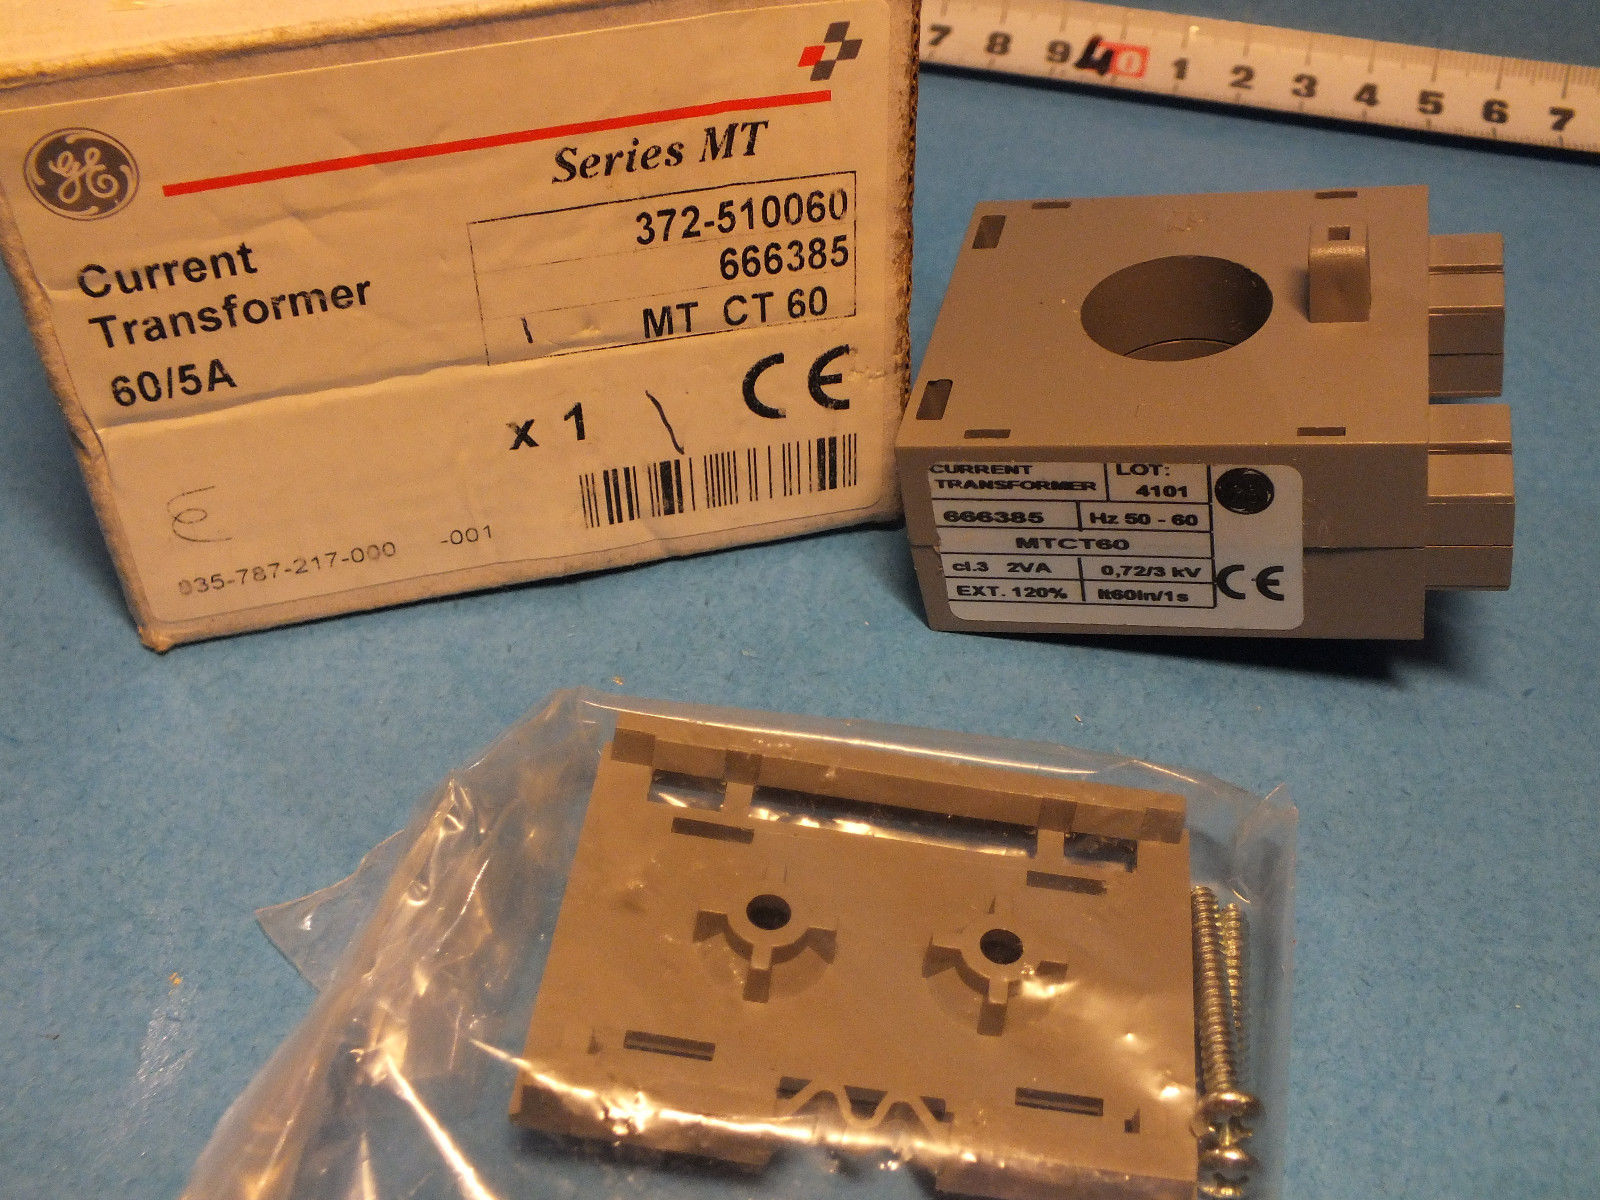 GE
Series MT
372-510060
666385
MT CT 60
Current
Transformer
60/5A
x 1
CE
935-787-217-000 -001
7 8 9 40 1 2 3 4 5 6 7
CURRENT
TRANSFORMER
LOT:
4101
666385
Hz 50 - 60
MTCT60
cl.3 2VA
0,72/3 kV
EXT. 120%
It60In/1s
CE